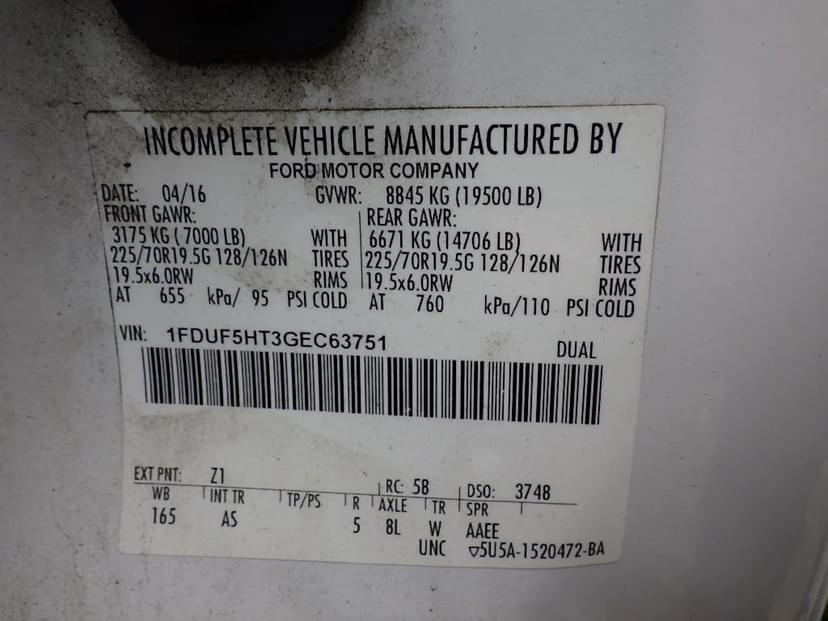 INCOMPLETE VEHICLE MANUFACTURED BY
FORD MOTOR COMPANY
DATE: 04/16 GVWR: 8845 KG (19500 LB)
FRONT GAWR: REAR GAWR:
3175 KG ( 7000 LB) WITH 6671 KG (14706 LB) WITH
225/70R19.5G 128/126N TIRES 225/70R19.5G 128/126N TIRES
19.5x6.0RW RIMS 19.5x6.0RW RIMS
AT 655 kPa/ 95 PSI COLD AT 760 kPa/110 PSI COLD
VIN: 1FDUF5HT3GEC63751 DUAL
EXT PNT: Z1 RC: 58 DSO: 3748
WB INT TR TP/PS R AXLE TR SPR
165 AS 5 8L W AAEE
UNC ▽5U5A-1520472-BA